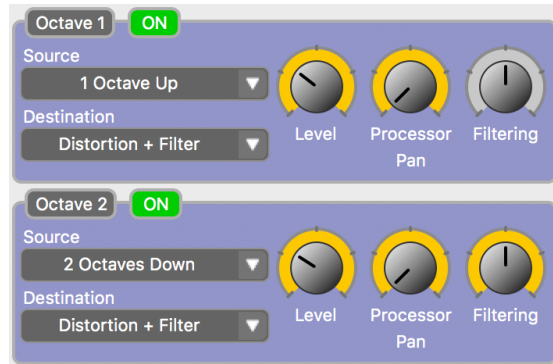 Octave 1 ON
Source
1 Octave Up
Destination
Distortion + Filter
Level Processor Pan Filtering
Octave 2 ON
Source
2 Octaves Down
Destination
Distortion + Filter
Level Processor Pan Filtering